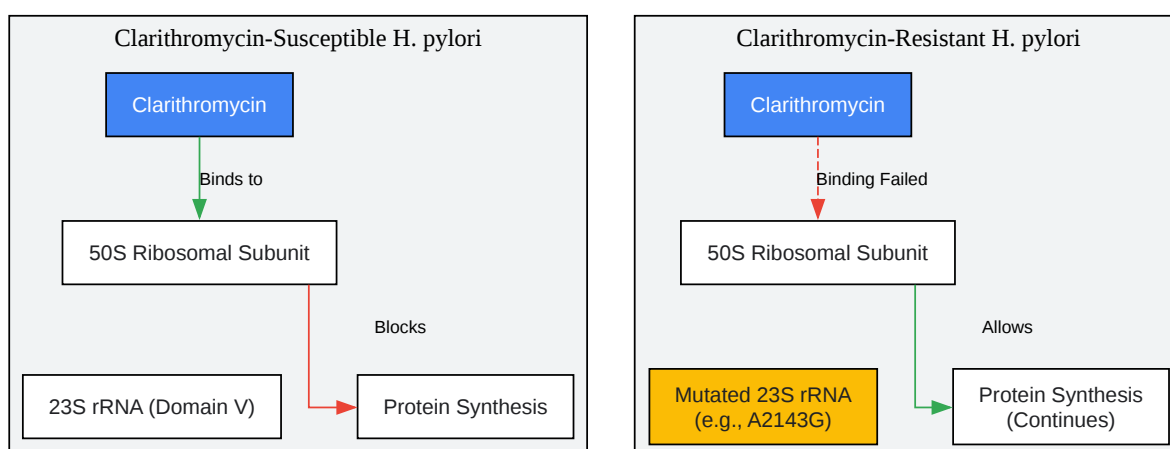 Clarithromycin-Susceptible H. pylori
Clarithromycin
Binds to
50S Ribosomal Subunit
Blocks
23S rRNA (Domain V)
Protein Synthesis
Clarithromycin-Resistant H. pylori
Clarithromycin
Binding Failed
50S Ribosomal Subunit
Allows
Mutated 23S rRNA
(e.g., A2143G)
Protein Synthesis
(Continues)